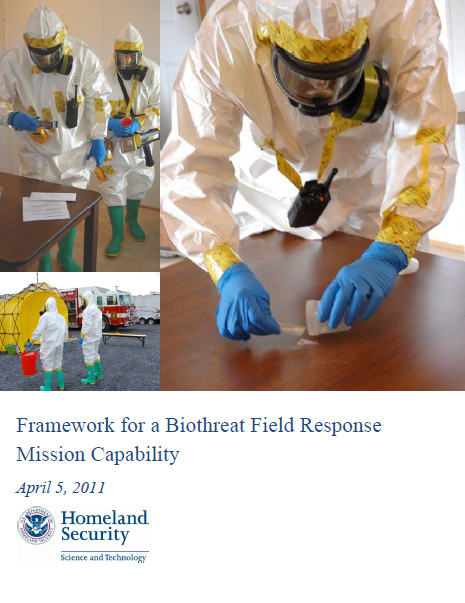 Framework for a Biothreat Field Response
Mission Capability
April 5, 2011
Homeland
Security
Science and Technology